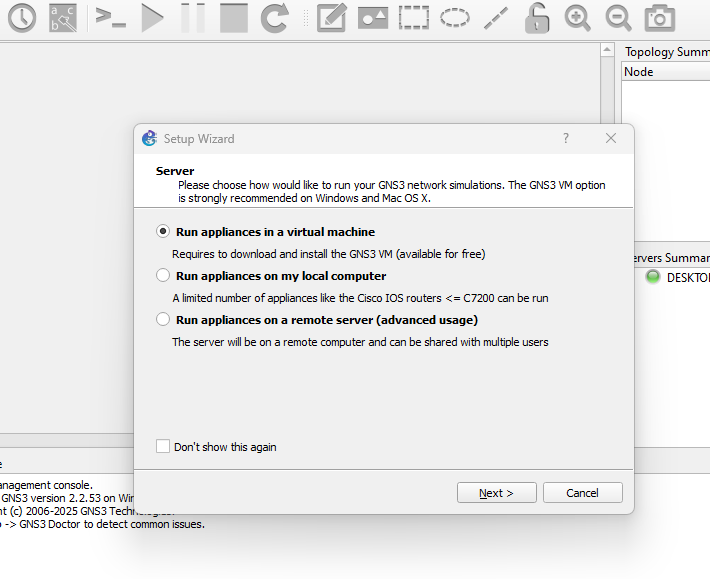 a
b
c
Topology Summ
Node
Setup Wizard
?
Server
Please choose how would like to run your GNS3 network simulations. The GNS3 VM option
is strongly recommended on Windows and Mac OS X.
Run appliances in a virtual machine
Requires to download and install the GNS3 VM (available for free)
ervers Summar
Run appliances on my local computer
DESKTO
A limited number of appliances like the Cisco IOS routers <= C7200 can be run
Run appliances on a remote server (advanced usage)
The server will be on a remote computer and can be shared with multiple users
Don't show this again
e
anagement console.
Next >
Cancel
GNS3 version 2.2.53 on Win
nt (c) 2006-2025 GNS3 Technologies.
-> GNS3 Doctor to detect common issues.